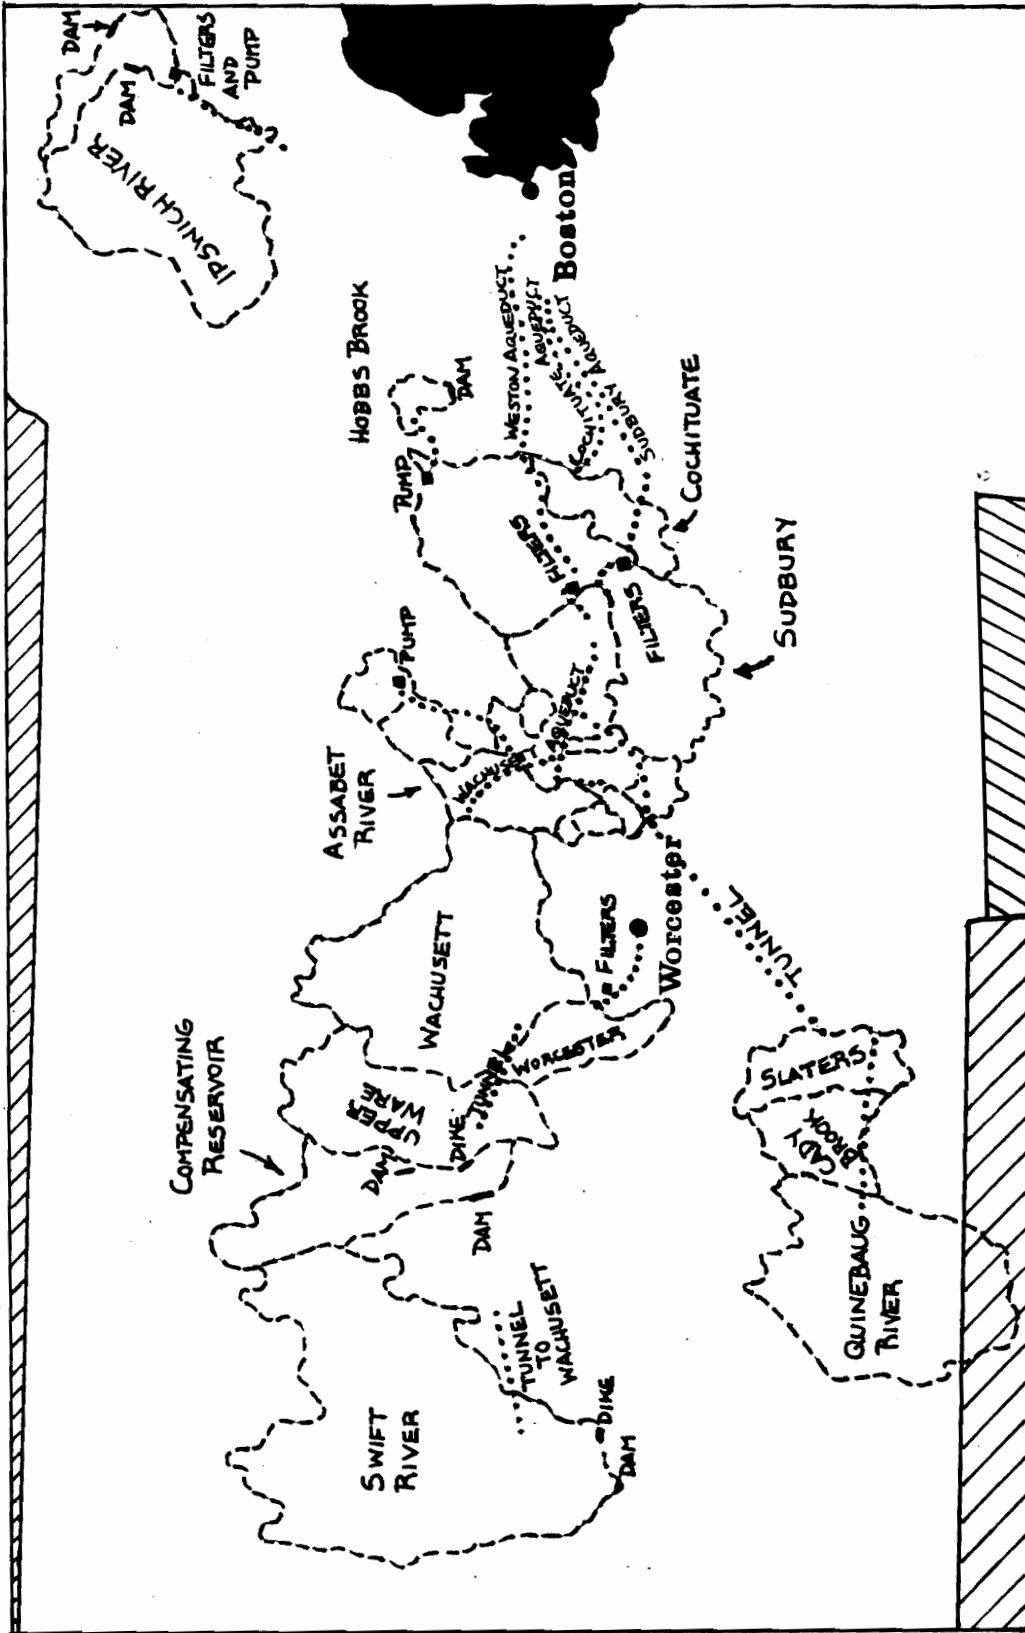 DAM
DAM
FILTERS
AND
PUMP
IPSWICH RIVER
Boston
HOBBS BROOK
DAM
PUMP
WESTON AQUEDUCT
AQUEDUCT
COCHITUATE
SUDBURY AQUEDUCT
COCHITUATE
FILTERS
FILTERS
SUDBURY
PUMP
ASSABET
RIVER
WACHUSETT AQUEDUCT
WACHUSETT
FILTERS
Worcester
WORCESTER
TUNNEL
COMPENSATING
RESERVOIR
UPPER
WARE
DAM
DIKE
TUNNEL
DAM
SLATERS
CADY
BROOK
QUINEBAUG
RIVER
SWIFT
RIVER
TUNNEL
TO
WACHUSETT
DIKE
DAM